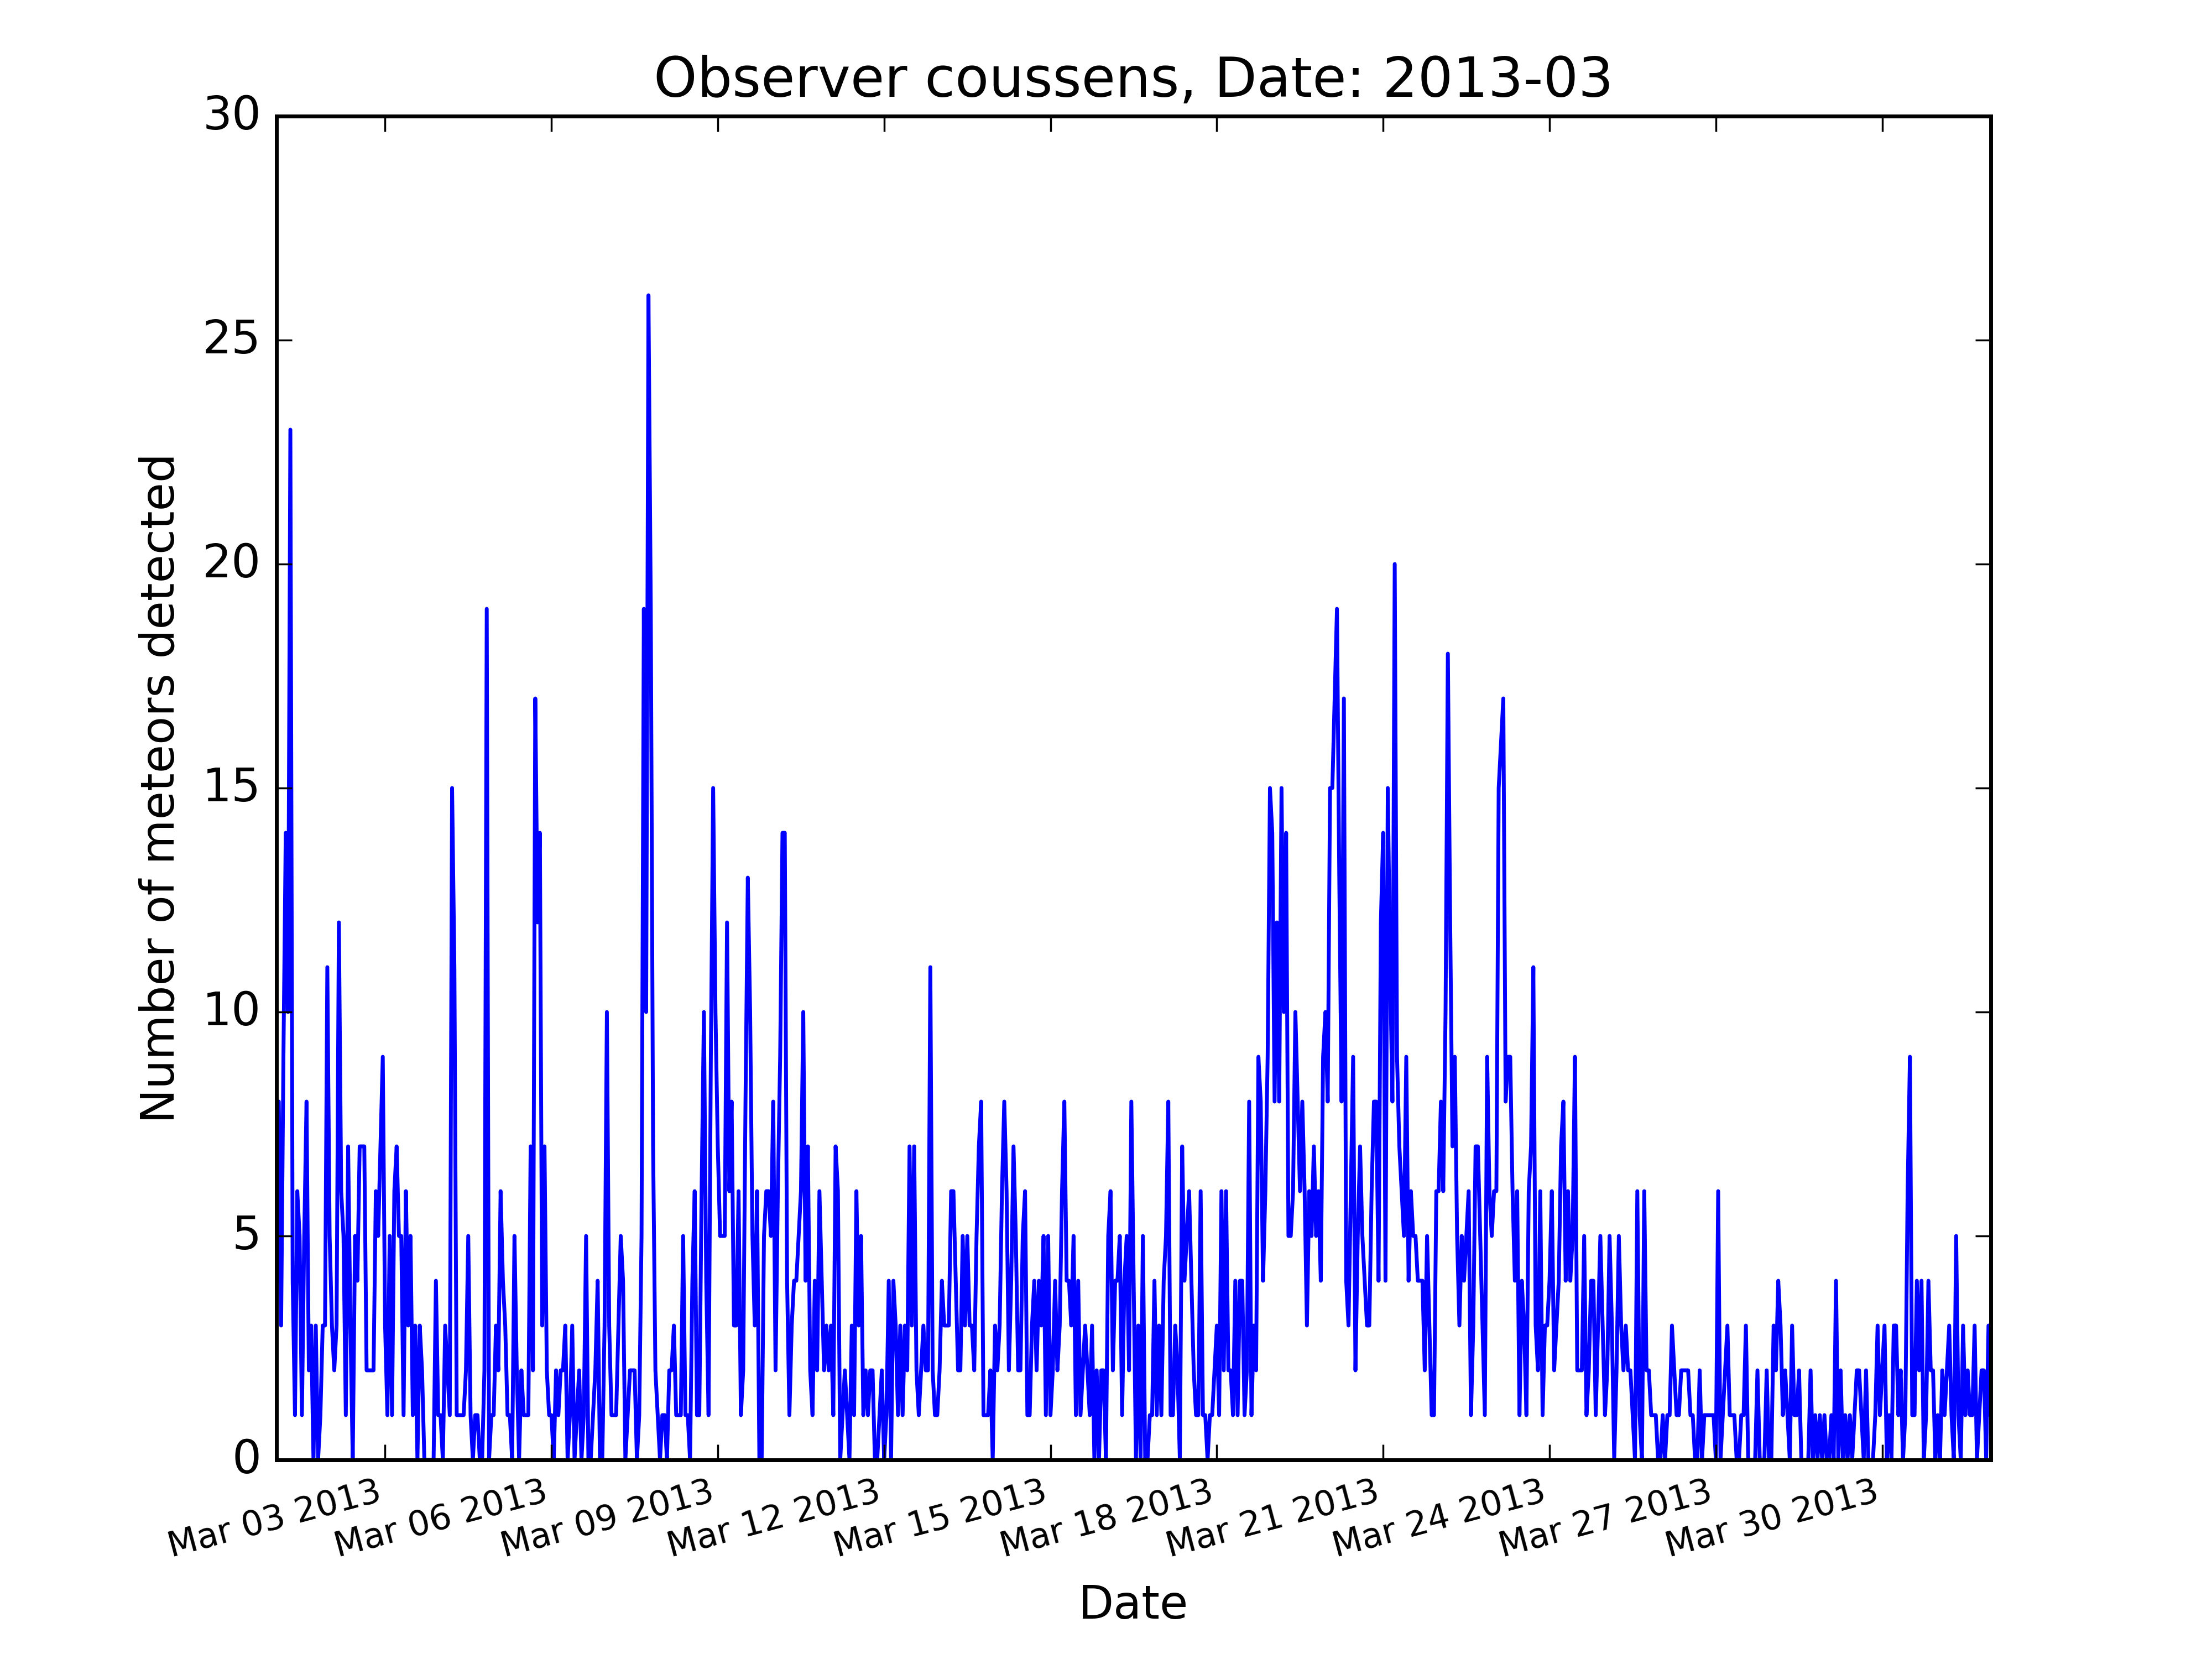 Observer coussens, Date: 2013-03
Number of meteors detected
30
25
20
15
10
5
0
Mar 03 2013
Mar 06 2013
Mar 09 2013
Mar 12 2013
Mar 15 2013
Mar 18 2013
Mar 21 2013
Mar 24 2013
Mar 27 2013
Mar 30 2013
Date